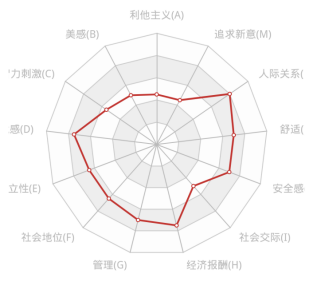 利他主义(A)
美感(B)
追求新意(M)
力刺激(C)
人际关系(
感(D)
舒适(
立性(E)
安全感
社会地位(F)
社会交际(I)
管理(G)
经济报酬(H)